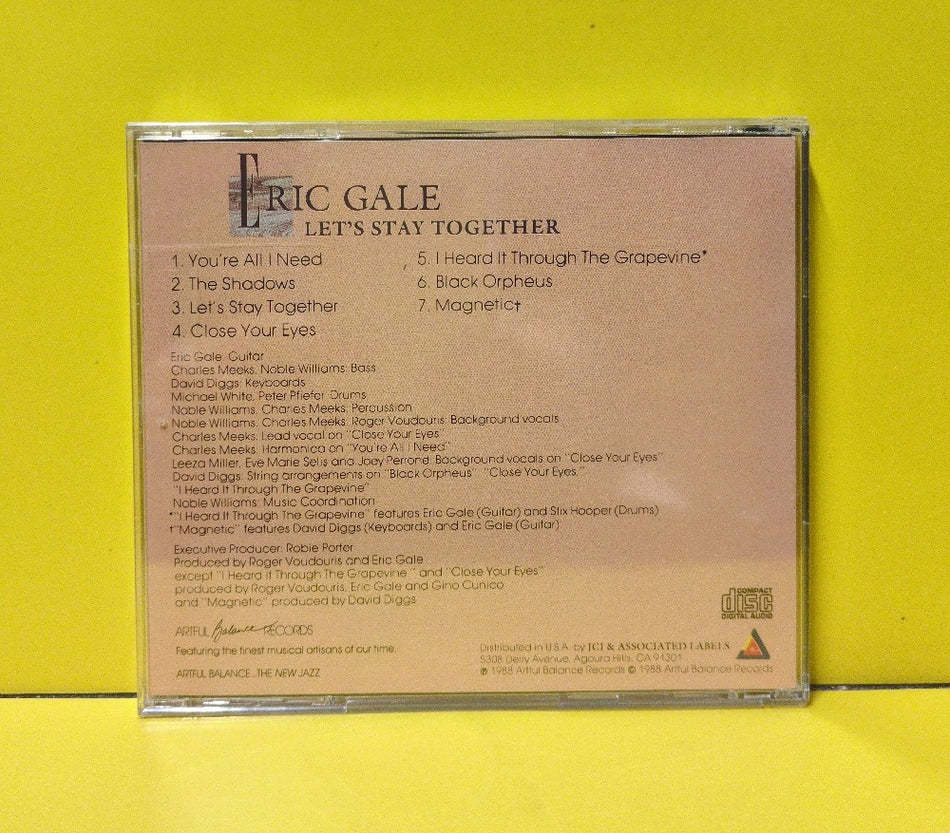 ERIC GALE
LET'S STAY TOGETHER
1. You're All I Need
2. The Shadows
3. Let's Stay Together
4. Close Your Eyes
5. I Heard It Through The Grapevine*
6. Black Orpheus
7. Magnetic†
Eric Gale: Guitar
Charles Meeks, Noble Williams: Bass
David Diggs: Keyboards
Michael White, Peter Pfiefer: Drums
Noble Williams, Charles Meeks: Percussion
Noble Williams, Charles Meeks, Roger Voudouris: Background vocals
Charles Meeks: Lead vocal on "Close Your Eyes"
Charles Meeks: Harmonica on "You're All I Need"
Leeza Miller, Eve Marie Selis and Joey Perrone: Background vocals on "Close Your Eyes"
David Diggs: String arrangements on "Black Orpheus", "Close Your Eyes,"
"I Heard It Through The Grapevine"
Noble Williams: Music Coordination
*"I Heard It Through The Grapevine" features Eric Gale (Guitar) and Stix Hooper (Drums)
†"Magnetic" features David Diggs (Keyboards) and Eric Gale (Guitar)
Executive Producer: Robie Porter
Produced by Roger Voudouris and Eric Gale
except "I Heard it Through The Grapevine" and "Close Your Eyes"
produced by Roger Voudouris, Eric Gale and Gino Cunico
and "Magnetic" produced by David Diggs
ARTFUL Balance RECORDS
Featuring the finest musical artisans of our time.
ARTFUL BALANCE...THE NEW JAZZ
COMPACT
disc
DIGITAL AUDIO
Distributed in U.S.A. by JCI & ASSOCIATED LABELS
5308 Derry Avenue, Agoura Hills, CA 91301
℗ 1988 Artful Balance Records © 1988 Artful Balance Records